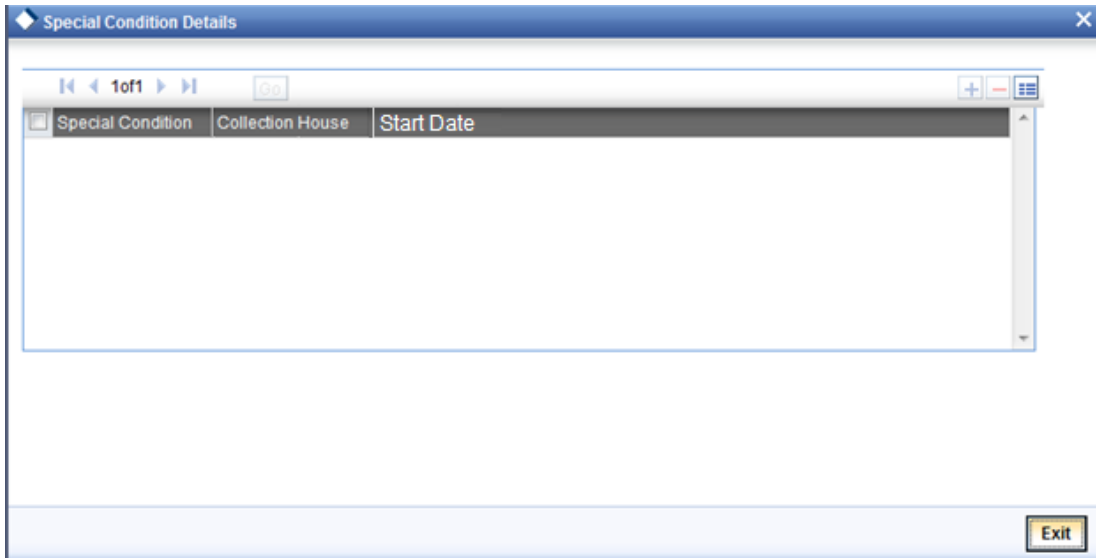 Special Condition Details
1of1 Go
Special Condition Collection House Start Date
Exit